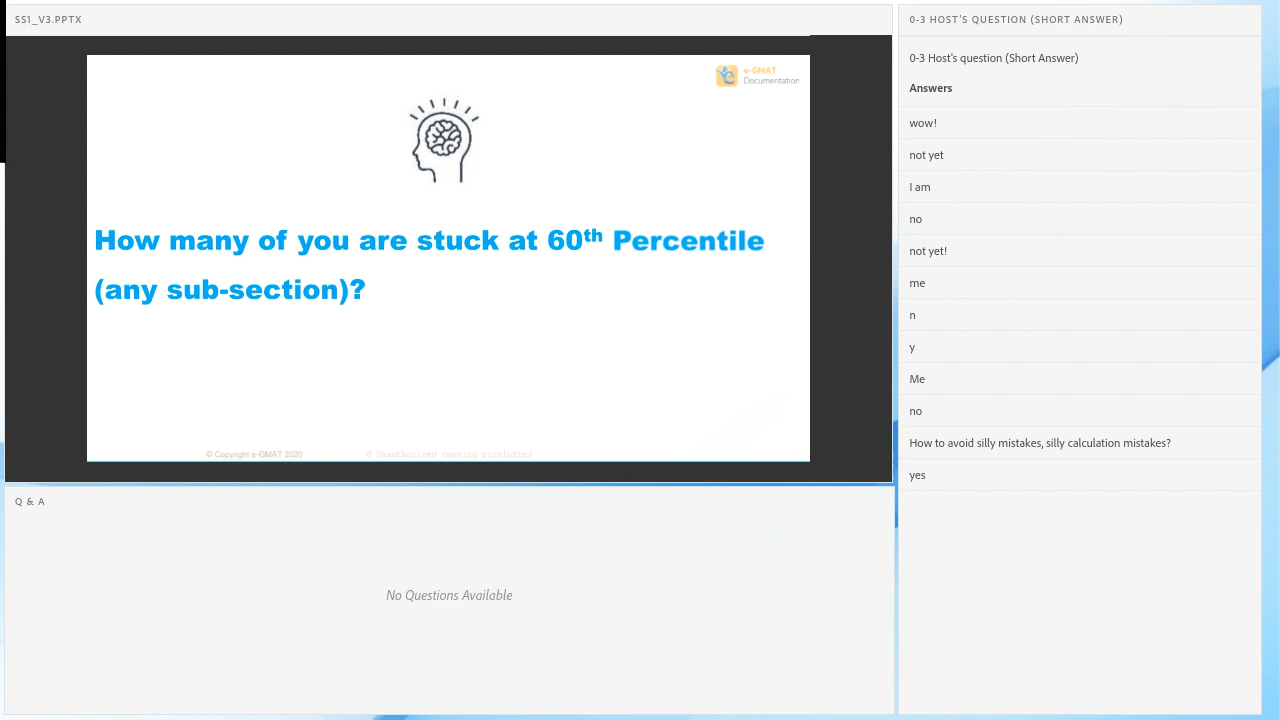 SS1_V3.PPTX
e-GMAT
Documentation
How many of you are stuck at 60th Percentile
(any sub-section)?
© Copyright e-GMAT 2020
© Unauthorized copying prohibited
Q & A
No Questions Available
0-3 HOST'S QUESTION (SHORT ANSWER)
0-3 Host's question (Short Answer)
Answers
wow!
not yet
I am
no
not yet!
me
n
y
Me
no
How to avoid silly mistakes, silly calculation mistakes?
yes